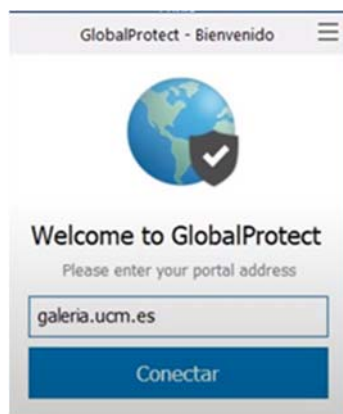 GlobalProtect - Bienvenido
Welcome to GlobalProtect
Please enter your portal address
galeria.ucm.es
Conectar